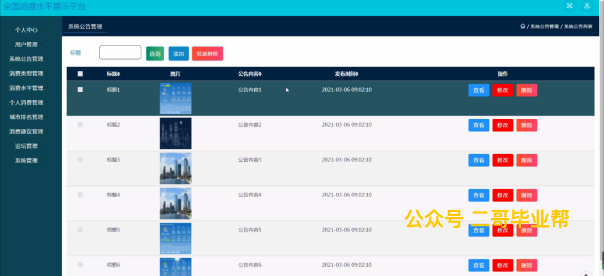 全国消费水平展示平台
个人中心
用户管理
系统公告管理
消费类型管理
消费水平管理
个人消费管理
城市排名管理
消费建议管理
论坛管理
系统管理
系统公告管理
/ 系统公告管理 / 系统公告列表
标题 查询 添加 批量删除
标题 图片 公告内容 发布时间 操作
标题1 公告内容1 2021-03-06 09:02:10 查看 修改 删除
标题2 公告内容2 2021-03-06 09:02:10 查看 修改 删除
标题3 公告内容3 2021-03-06 09:02:10 查看 修改 删除
标题4 公告内容4 2021-03-06 09:02:10 查看 修改 删除
公众号 二哥毕业帮
标题5 公告内容5 2021-03-06 09:02:10 查看 修改 删除
标题6 公告内容6 2021-03-06 09:02:10 查看 修改 删除